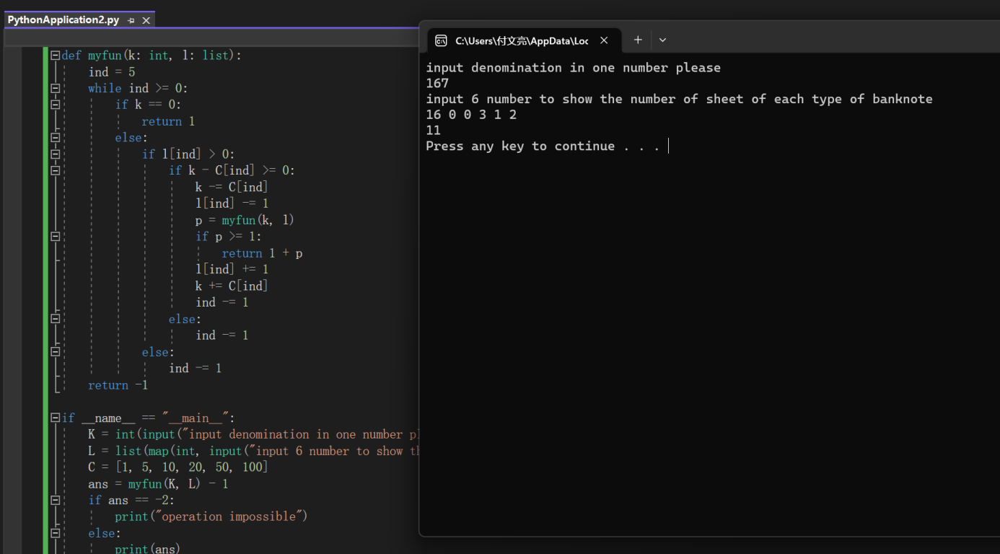 PythonApplication2.py
def myfun(k: int, l: list):
ind = 5
while ind >= 0:
if k == 0:
return 1
else:
if l[ind] > 0:
if k - C[ind] >= 0:
k -= C[ind]
l[ind] -= 1
p = myfun(k, l)
if p >= 1:
return 1 + p
l[ind] += 1
k += C[ind]
ind -= 1
else:
ind -= 1
else:
ind -= 1
return -1
if __name__ == "__main__":
K = int(input("input denomination in one number pl
L = list(map(int, input("input 6 number to show th
C = [1, 5, 10, 20, 50, 100]
ans = myfun(K, L) - 1
if ans == -2:
print("operation impossible")
else:
print(ans)
C:\Users\付文亮\AppData\Loc
input denomination in one number please
167
input 6 number to show the number of sheet of each type of banknote
16 0 0 3 1 2
11
Press any key to continue . . .